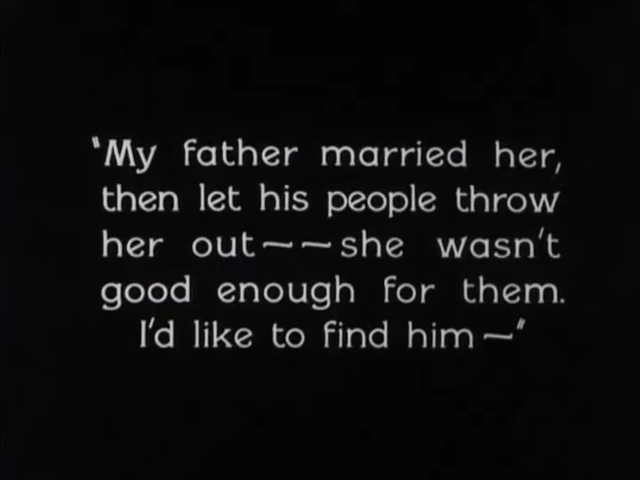 "My father married her,
then let his people throw
her out——she wasn't
good enough for them.
I'd like to find him—"